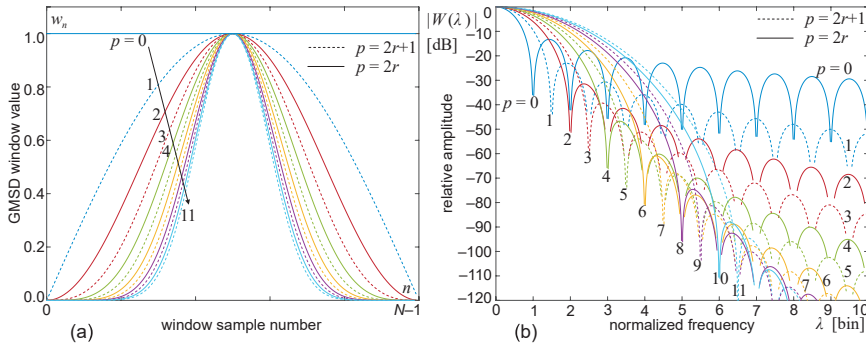 wₙ
p=0
p=2r+1
p=2r
1
2
3
4
11
GMSD window value
1.0
0.8
0.6
0.4
0.2
0.0
0
n
N–1
(a)
window sample number
|W(λ)|
[dB]
0
−10
−20
−30
−40
−50
−60
−70
−80
−90
−100
−110
−120
relative amplitude
p=2r+1
p=2r
p=0
p=0
1
2
3
4
5
6
7
8
9
10
11
1
2
3
4
5
6
7
8
0 1 2 3 4 5 6 7 8 9 10
(b)
normalized frequency
λ [bin]